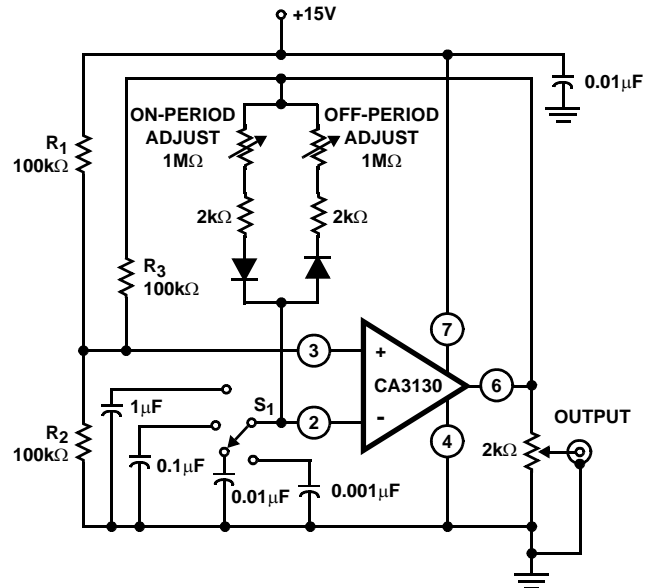 +15V
0.01μF
ON-PERIOD
ADJUST
1MΩ
OFF-PERIOD
ADJUST
1MΩ
R1
100kΩ
2kΩ
2kΩ
R3
100kΩ
7
3
+
CA3130
6
S1
2
-
4
OUTPUT
1μF
R2
100kΩ
0.1μF
0.01μF
0.001μF
2kΩ